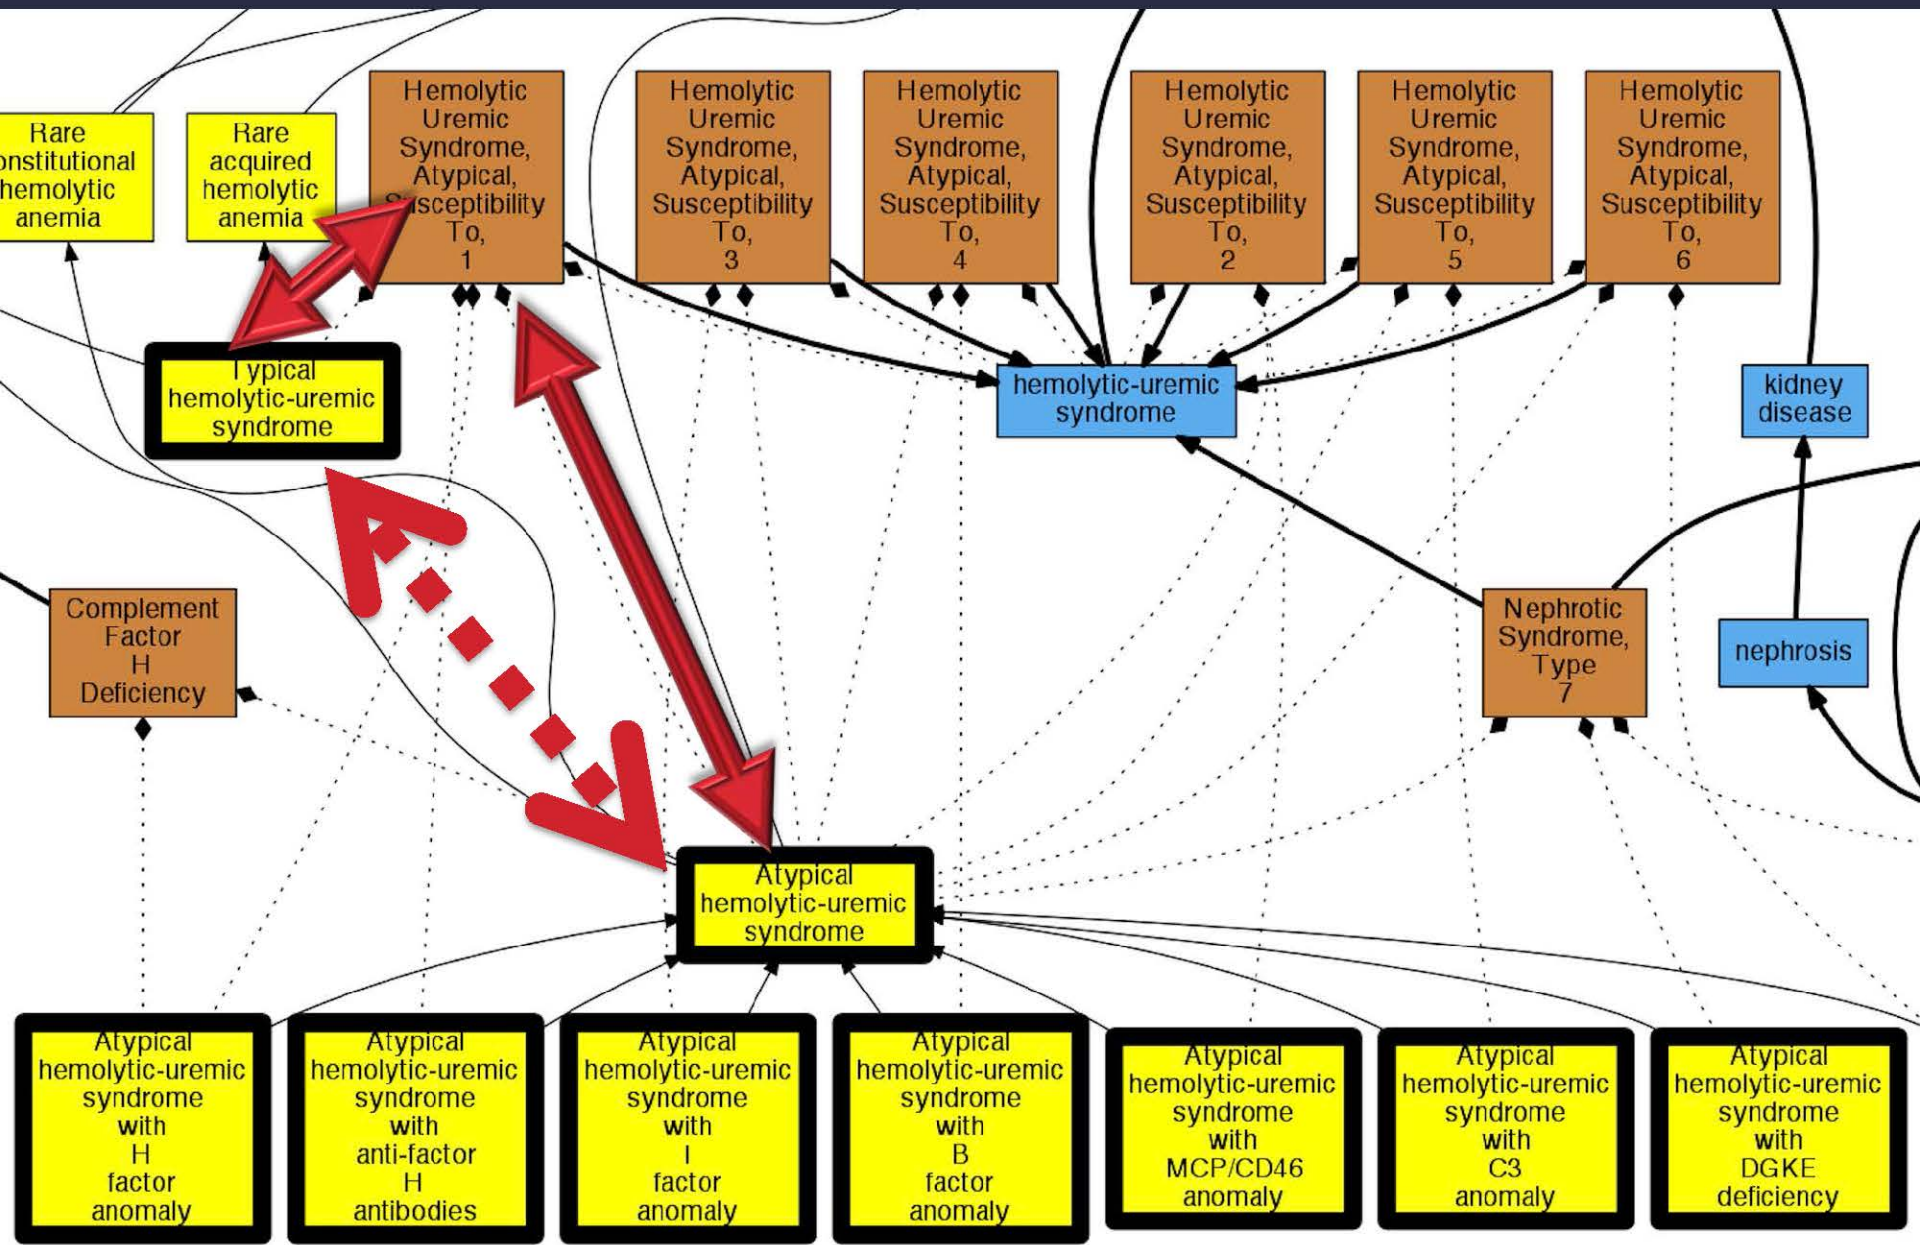 Rare
onstitutional
hemolytic
anemia
Rare
acquired
hemolytic
anemia
Hemolytic
Uremic
Syndrome,
Atypical,
Susceptibility
To,
1
Hemolytic
Uremic
Syndrome,
Atypical,
Susceptibility
To,
3
Hemolytic
Uremic
Syndrome,
Atypical,
Susceptibility
To,
4
Hemolytic
Uremic
Syndrome,
Atypical,
Susceptibility
To,
2
Hemolytic
Uremic
Syndrome,
Atypical,
Susceptibility
To,
5
Hemolytic
Uremic
Syndrome,
Atypical,
Susceptibility
To,
6
Typical
hemolytic-uremic
syndrome
hemolytic-uremic
syndrome
kidney
disease
Complement
Factor
H
Deficiency
Nephrotic
Syndrome,
Type
7
nephrosis
Atypical
hemolytic-uremic
syndrome
Atypical
hemolytic-uremic
syndrome
with
H
factor
anomaly
Atypical
hemolytic-uremic
syndrome
with
anti-factor
H
antibodies
Atypical
hemolytic-uremic
syndrome
with
I
factor
anomaly
Atypical
hemolytic-uremic
syndrome
with
B
factor
anomaly
Atypical
hemolytic-uremic
syndrome
with
MCP/CD46
anomaly
Atypical
hemolytic-uremic
syndrome
with
C3
anomaly
Atypical
hemolytic-uremic
syndrome
with
DGKE
deficiency